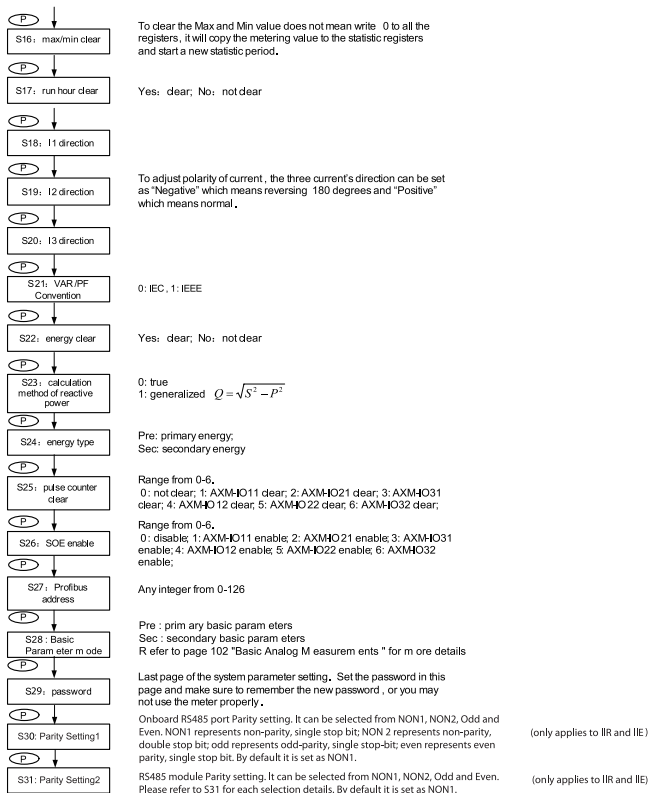 P
S16: max/min clear
To clear the Max and Min value does not mean write 0 to all the
registers, it will copy the metering value to the statistic registers
and start a new statistic period.
P
S17: run hour clear
Yes: clear; No: not clear
P
S18: I1 direction
P
S19: I2 direction
To adjust polarity of current, the three current's direction can be set
as "Negative" which means reversing 180 degrees and "Positive"
which means normal.
P
S20: I3 direction
P
S21: VAR/PF
Convention
0: IEC, 1: IEEE
P
S22: energy clear
Yes: clear; No: not clear
P
S23: calculation
method of reactive
power
0: true
1: generalized Q = √S² − P²
P
S24: energy type
Pre: primary energy;
Sec: secondary energy
P
S25: pulse counter
clear
Range from 0-6.
0: not clear; 1: AXM-IO11 clear; 2: AXM-IO21 clear; 3: AXM-IO31
clear; 4: AXM-IO12 clear; 5: AXM-IO22 clear; 6: AXM-IO32 clear;
P
S26: SOE enable
Range from 0-6.
0: disable; 1: AXM-IO11 enable; 2: AXM-IO21 enable; 3: AXM-IO31
enable; 4: AXM-IO12 enable; 5: AXM-IO22 enable; 6: AXM-IO32
enable;
P
S27: Profibus
address
Any integer from 0-126
P
S28 : Basic
Param eter m ode
Pre : prim ary basic param eters
Sec : secondary basic param eters
R efer to page 102 "Basic Analog M easurem ents " for m ore details
P
S29: password
Last page of the system parameter setting. Set the password in this
page and make sure to remember the new password, or you may
not use the meter properly.
P
S30: Parity Setting1
Onboard RS485 port Parity setting. It can be selected from NON1, NON2, Odd and
Even. NON1 represents non-parity, single stop bit; NON 2 represents non-parity,
double stop bit; odd represents odd-parity, single stop-bit; even represents even
parity, single stop bit. By default it is set as NON1.
(only applies to IIR and IIE)
P
S31: Parity Setting2
RS485 module Parity setting. It can be selected from NON1, NON2, Odd and Even.
Please refer to S31 for each selection details. By default it is set as NON1.
(only applies to IIR and IIE)